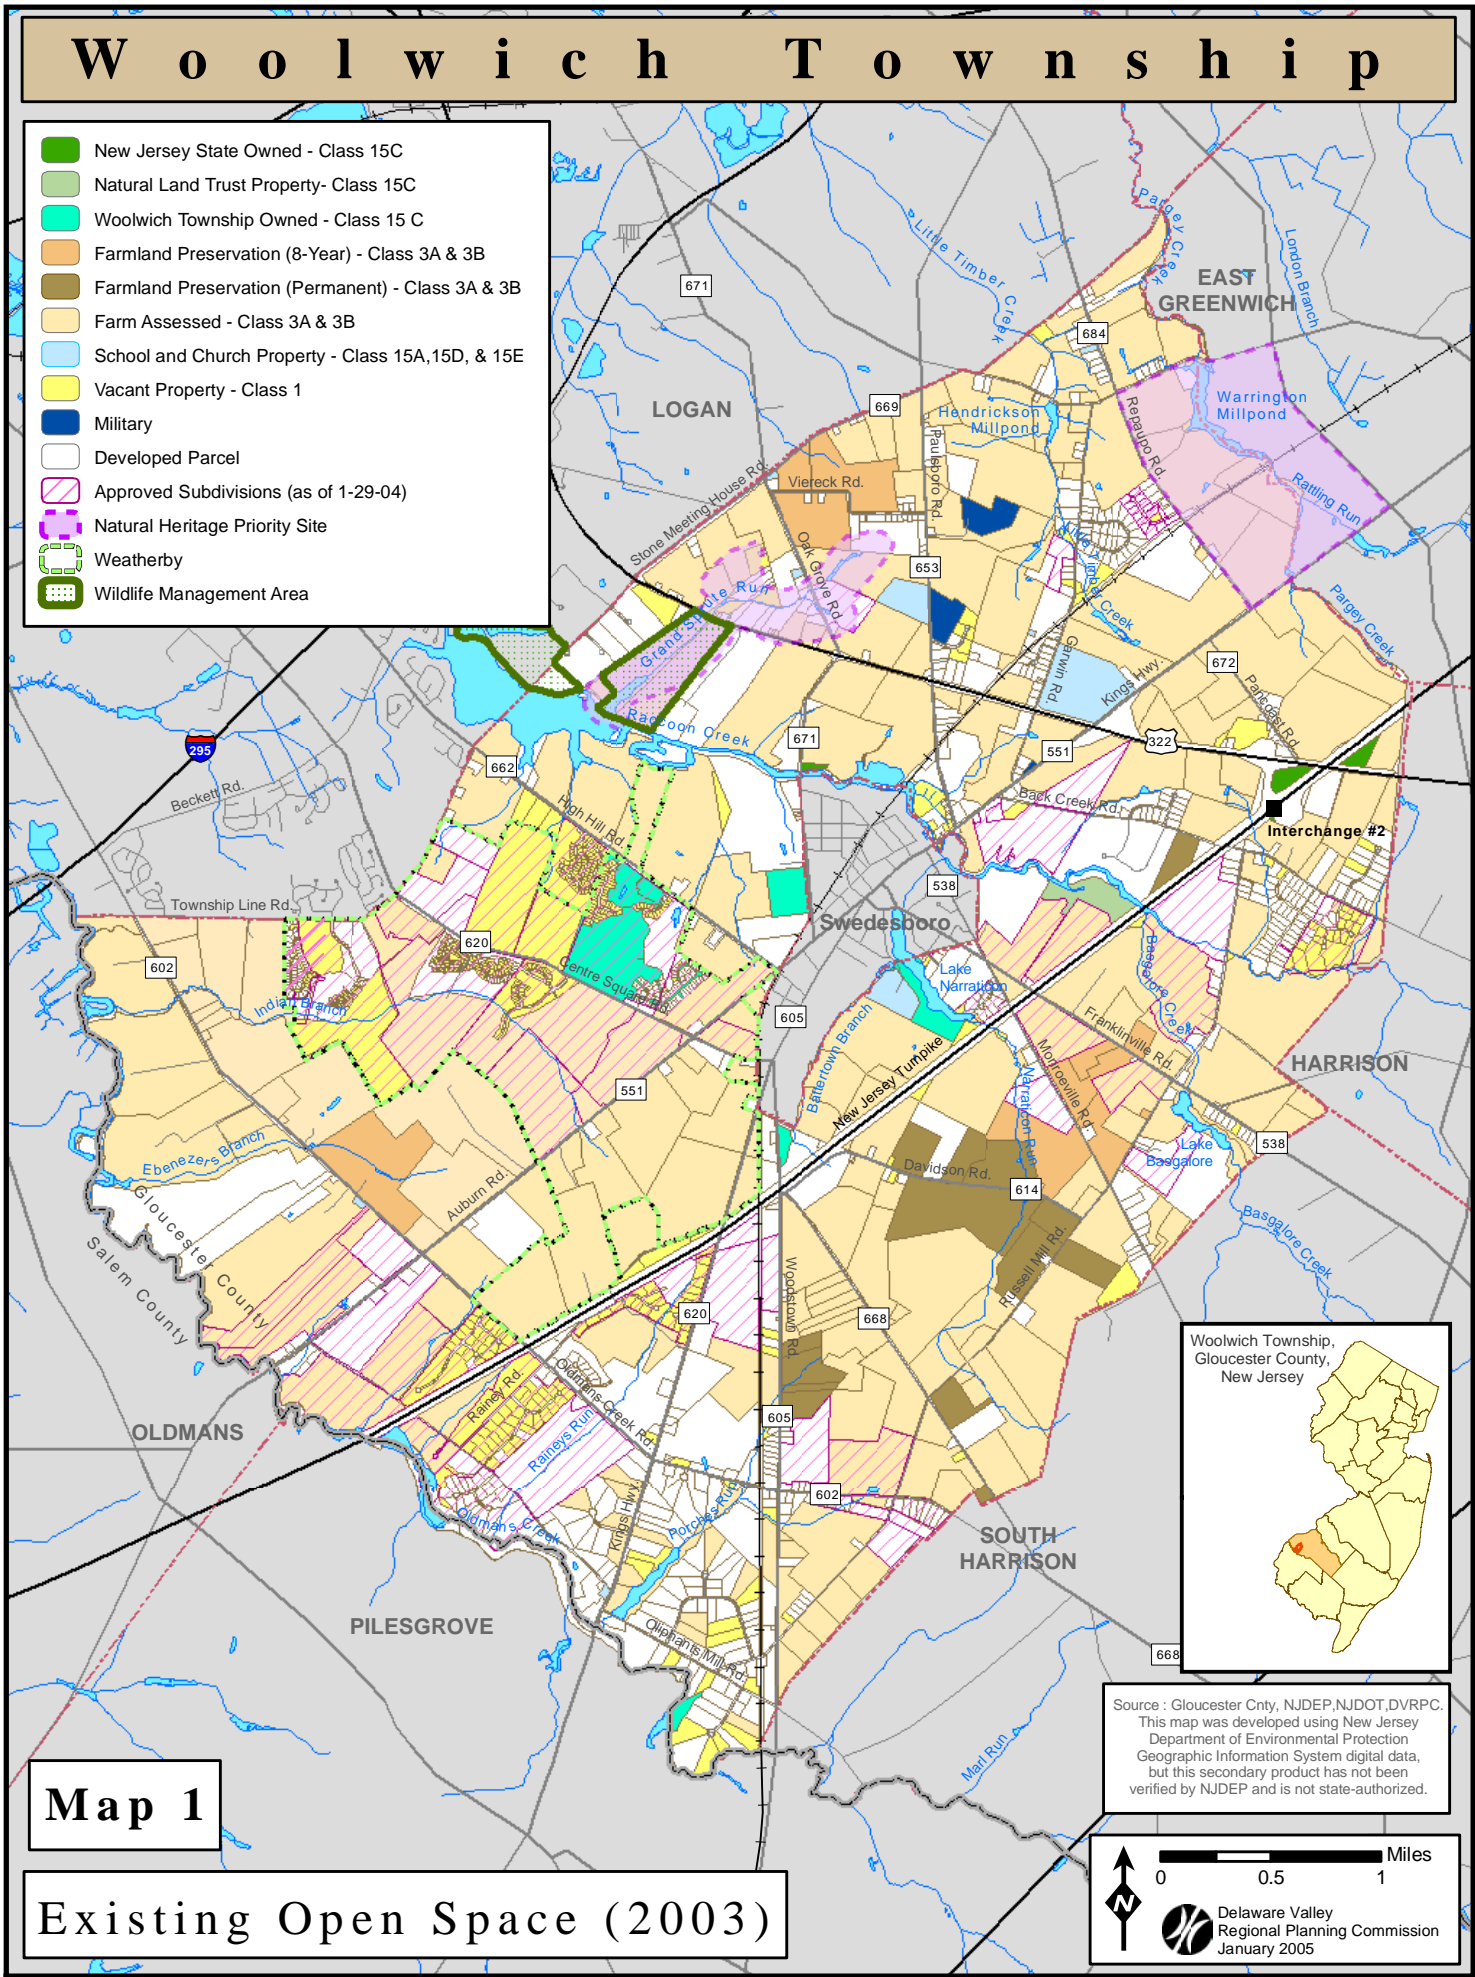 Woolwich Township
New Jersey State Owned - Class 15C
Natural Land Trust Property- Class 15C
Woolwich Township Owned - Class 15 C
Farmland Preservation (8-Year) - Class 3A & 3B
Farmland Preservation (Permanent) - Class 3A & 3B
Farm Assessed - Class 3A & 3B
School and Church Property - Class 15A,15D, & 15E
Vacant Property - Class 1
Military
Developed Parcel
Approved Subdivisions (as of 1-29-04)
Natural Heritage Priority Site
Weatherby
Wildlife Management Area
Pargey Creek
Little Timber Creek
London Branch
EAST
GREENWICH
671
684
LOGAN
669
Hendrickson
Millpond
Warrington
Millpond
Repaupo Rd.
Paulsboro Rd.
Stone Meeting House Rd.
Viereck Rd.
Rattling Run
Oak Grove Rd.
Little Timber Creek
653
Grand Sprute Run
Pargey Creek
Garwin Rd.
Kings Hwy.
672
Pancoast Rd.
Raccoon Creek
671
551
322
295
662
Beckett Rd.
High Hill Rd.
Back Creek Rd.
Interchange #2
538
Township Line Rd.
Swedesboro
620
602
Centre Square Rd.
Lake
Narraticon
Basgalore Creek
Indian Branch
605
Battertown Branch
Franklinville Rd.
New Jersey Turnpike
Monroeville Rd.
Narraticon Run
HARRISON
551
Ebenezers Branch
538
Lake
Basgalore
Davidson Rd.
614
Auburn Rd.
Gloucester County
Salem County
Basgalore Creek
Russell Mill Rd.
Woodstown Rd.
620
668
Oldmans Creek Rd.
Rainey Rd.
Raineys Run
OLDMANS
605
602
Kings Hwy.
Porches Run
Oldmans Creek
SOUTH
HARRISON
PILESGROVE
Oliphants Mill Rd.
668
Marl Run
Woolwich Township,
Gloucester County,
New Jersey
Source : Gloucester Cnty, NJDEP,NJDOT,DVRPC.
This map was developed using New Jersey
Department of Environmental Protection
Geographic Information System digital data,
but this secondary product has not been
verified by NJDEP and is not state-authorized.
Map 1
Existing Open Space (2003)
N
Miles
0 0.5 1
Delaware Valley
Regional Planning Commission
January 2005